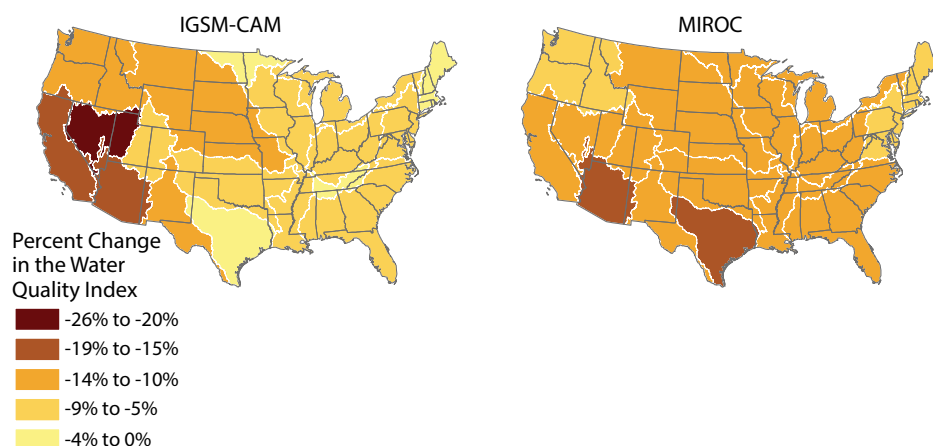 IGSM-CAM
MIROC
Percent Change
in the Water
Quality Index
-26% to -20%
-19% to -15%
-14% to -10%
-9% to -5%
-4% to 0%